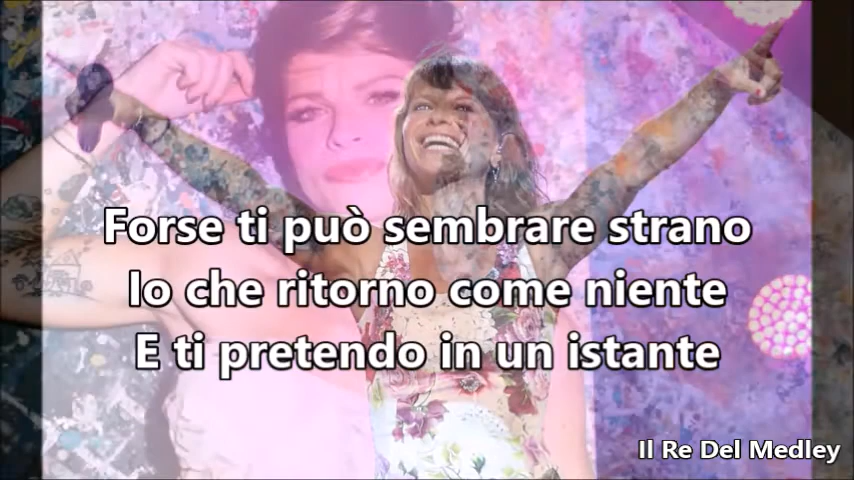 Forse ti può sembrare strano
Io che ritorno come niente
E ti pretendo in un istante
Il Re Del Medley